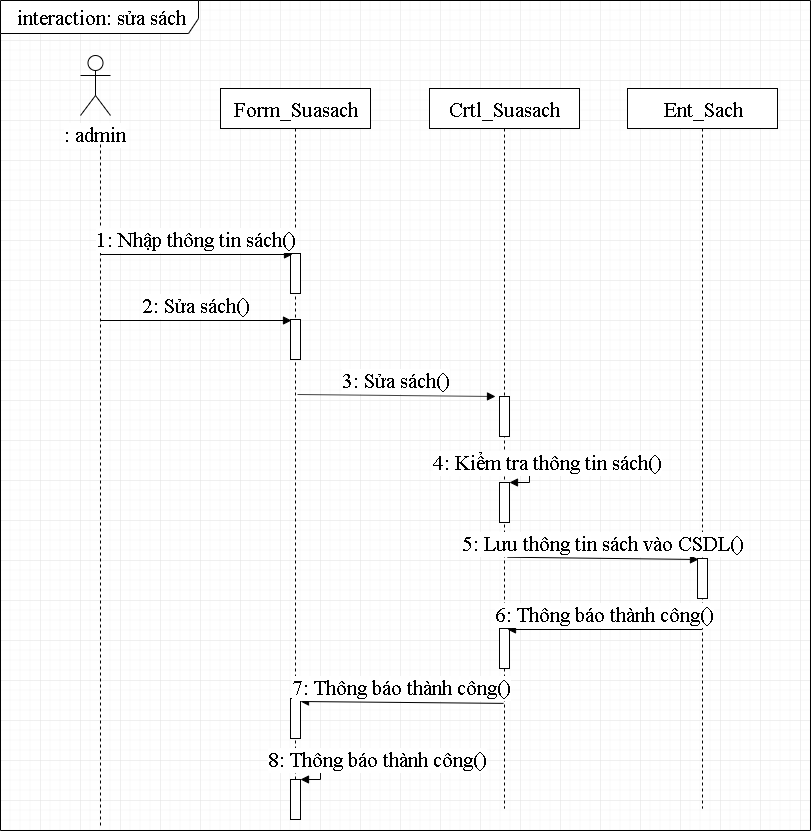 interaction: sửa sách
: admin
Form_Suasach
Crtl_Suasach
Ent_Sach
1: Nhập thông tin sách()
2: Sửa sách()
3: Sửa sách()
4: Kiểm tra thông tin sách()
5: Lưu thông tin sách vào CSDL()
6: Thông báo thành công()
7: Thông báo thành công()
8: Thông báo thành công()